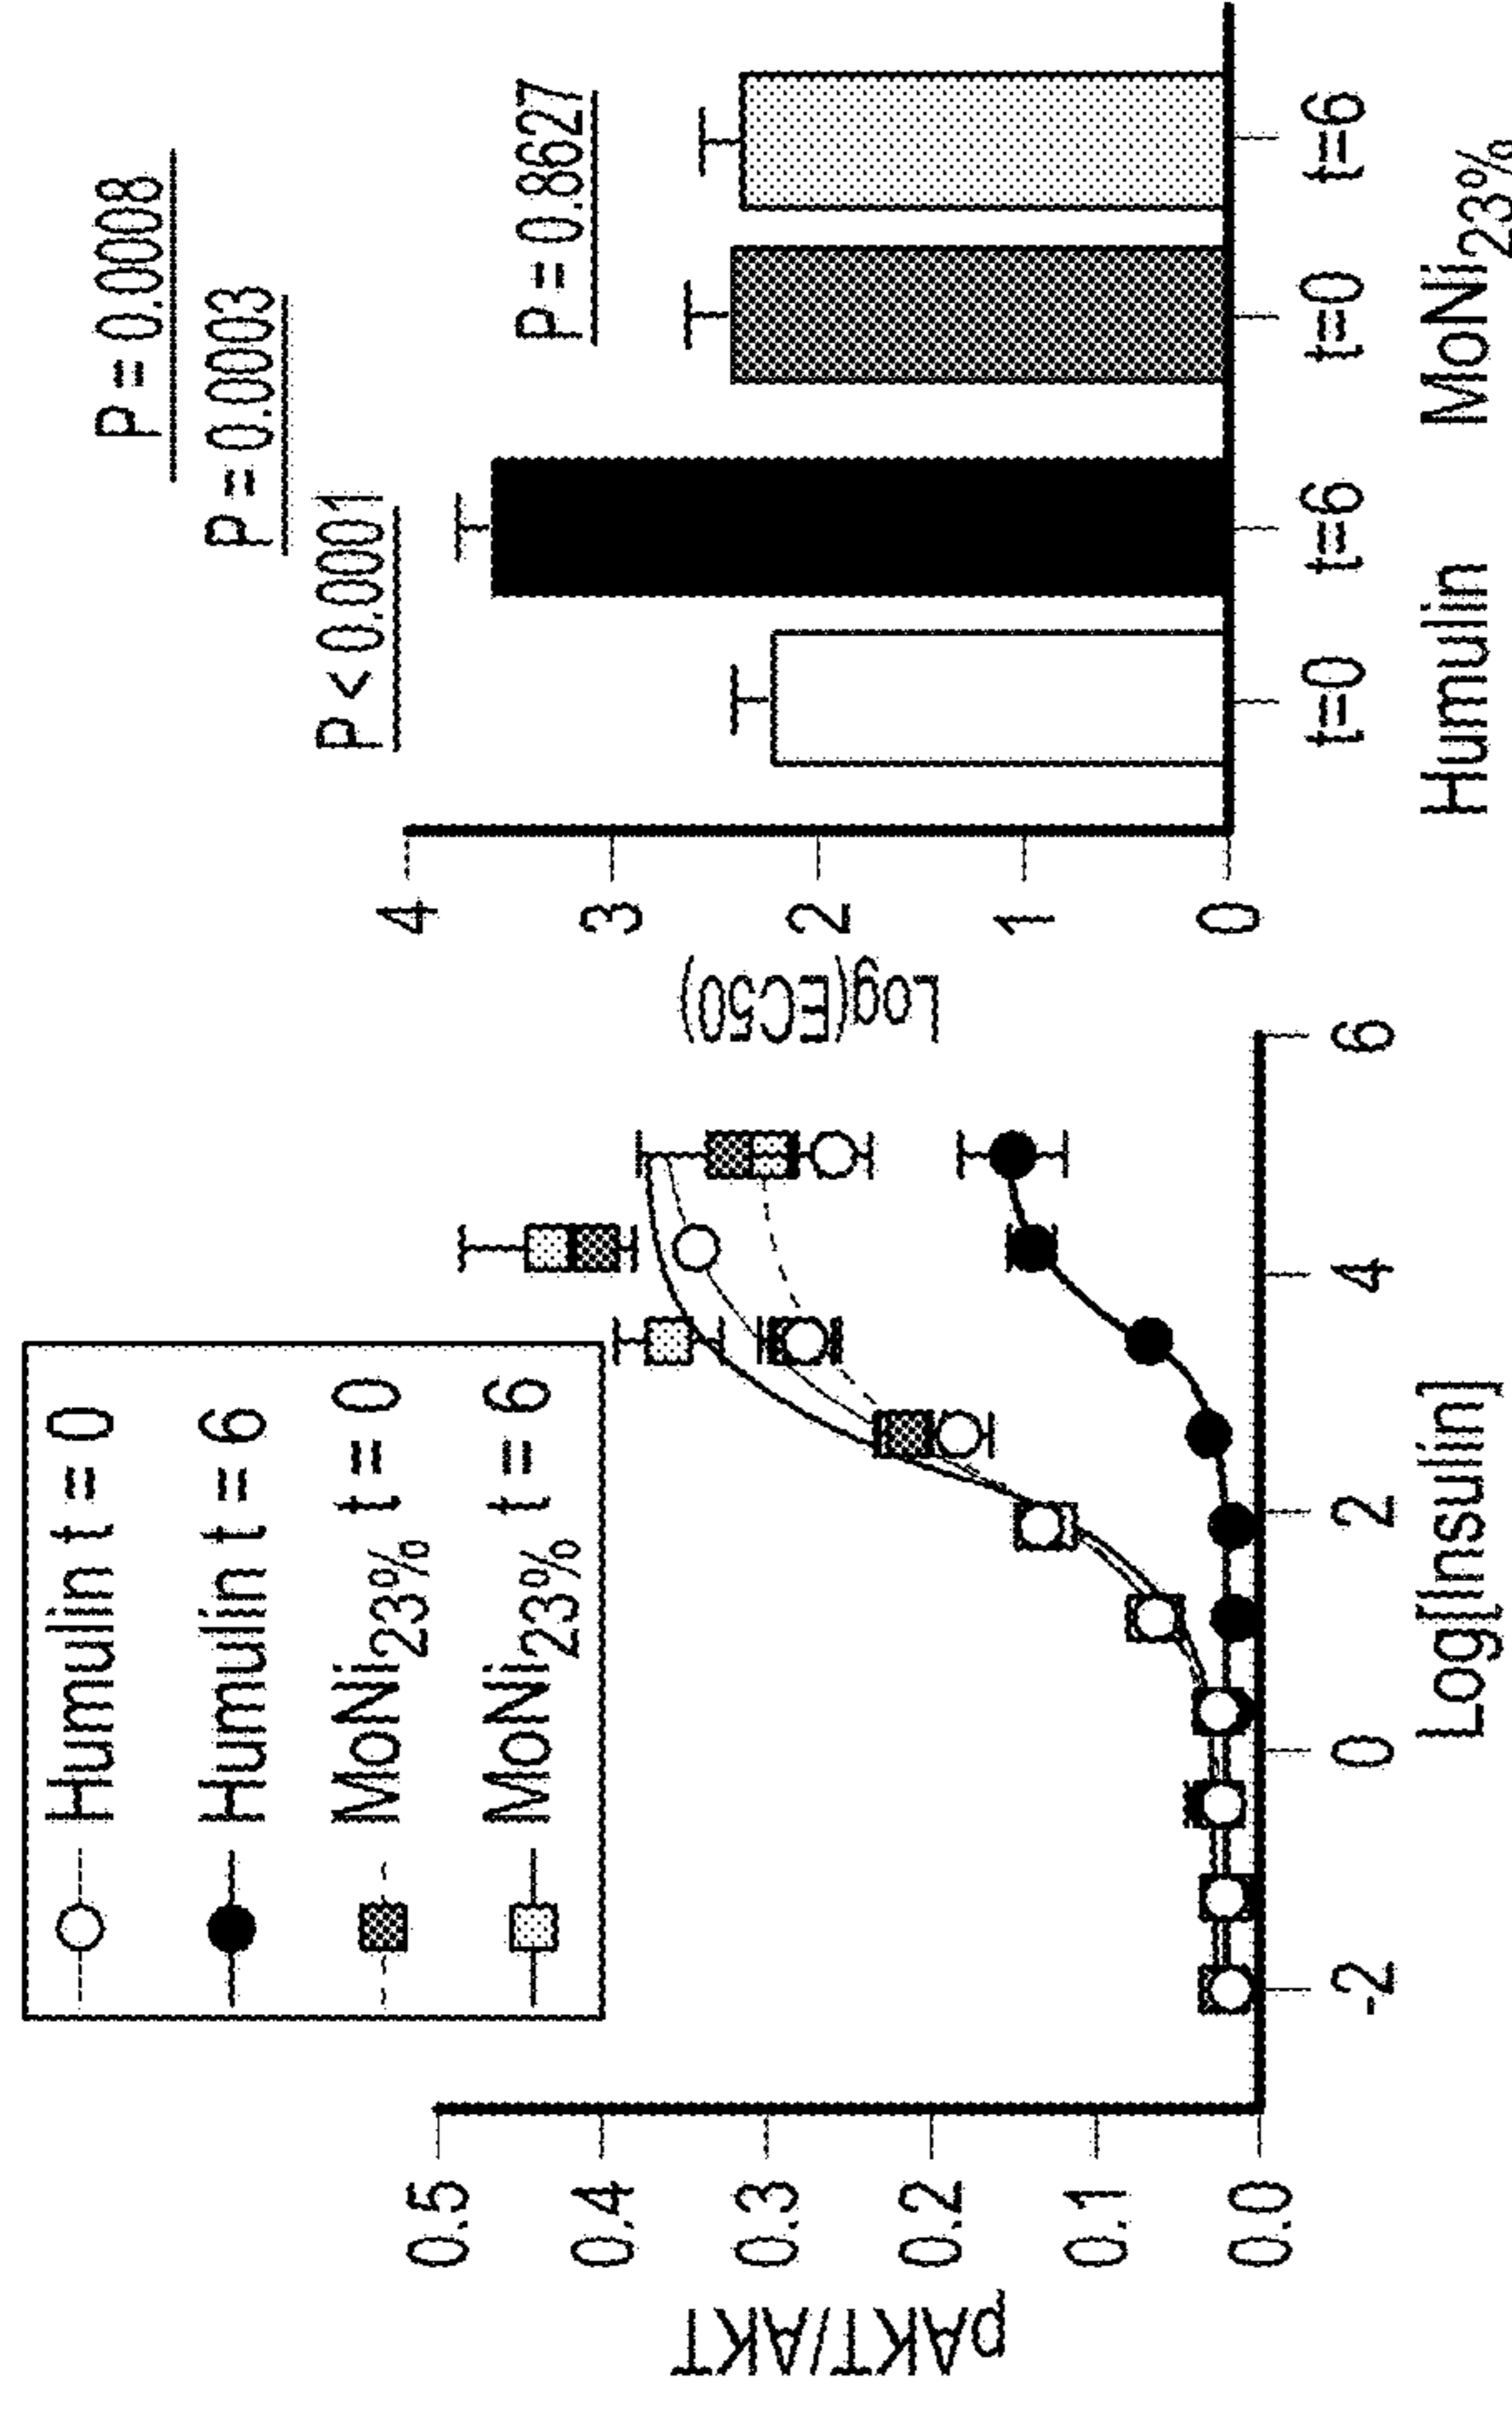 Humulin t = 0
Humulin t = 6
MoNi23% t = 0
MoNi23% t = 6
pAKT/AKT
0.5
0.4
0.3
0.2
0.1
0.0
-2
0
2
4
6
Log[Insulin]
P = 0.0008
P = 0.0003
P < 0.0001
P = 0.8627
Log(EC50)
4
3
2
1
0
t=0
t=6
t=0
t=6
Humulin
MoNi23%